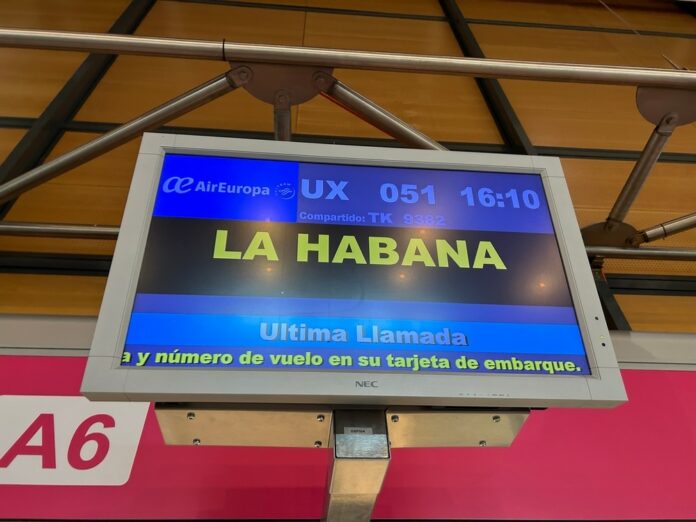 AirEuropa UX 051 16:10
Compartido: TK 9382
LA HABANA
Ultima Llamada
a y número de vuelo en su tarjeta de embarque.
NEC
A6